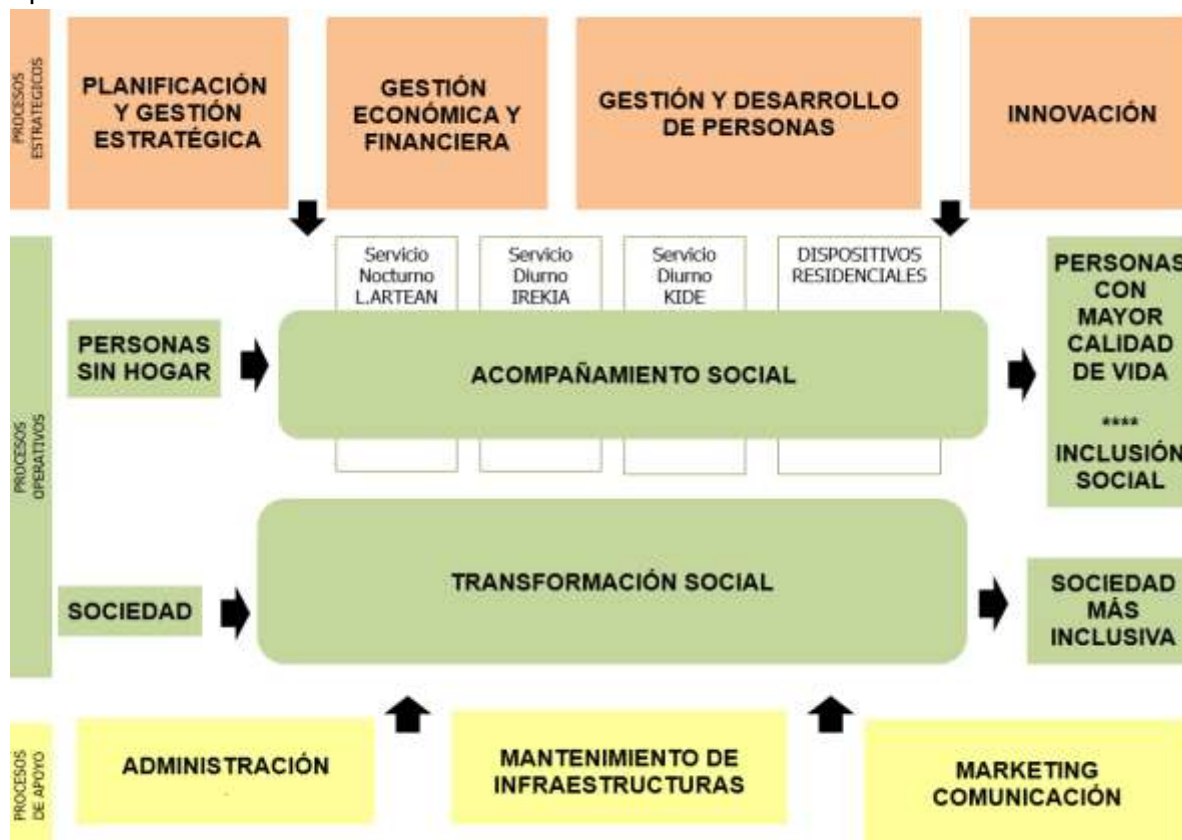 PROCESOS
ESTRATEGICOS
PLANIFICACIÓN
Y GESTIÓN
ESTRATÉGICA
GESTIÓN
ECONÓMICA Y
FINANCIERA
GESTIÓN Y DESARROLLO
DE PERSONAS
INNOVACIÓN
PROCESOS
OPERATIVOS
Servicio
Nocturno
L.ARTEAN
Servicio
Diurno
IREKIA
Servicio
Diurno
KIDE
DISPOSITIVOS
RESIDENCIALES
PERSONAS
SIN HOGAR
ACOMPAÑAMIENTO SOCIAL
PERSONAS
CON
MAYOR
CALIDAD
DE VIDA
****
INCLUSIÓN
SOCIAL
SOCIEDAD
TRANSFORMACIÓN SOCIAL
SOCIEDAD
MÁS
INCLUSIVA
PROCESOS
DE APOYO
ADMINISTRACIÓN
MANTENIMIENTO DE
INFRAESTRUCTURAS
MARKETING
COMUNICACIÓN